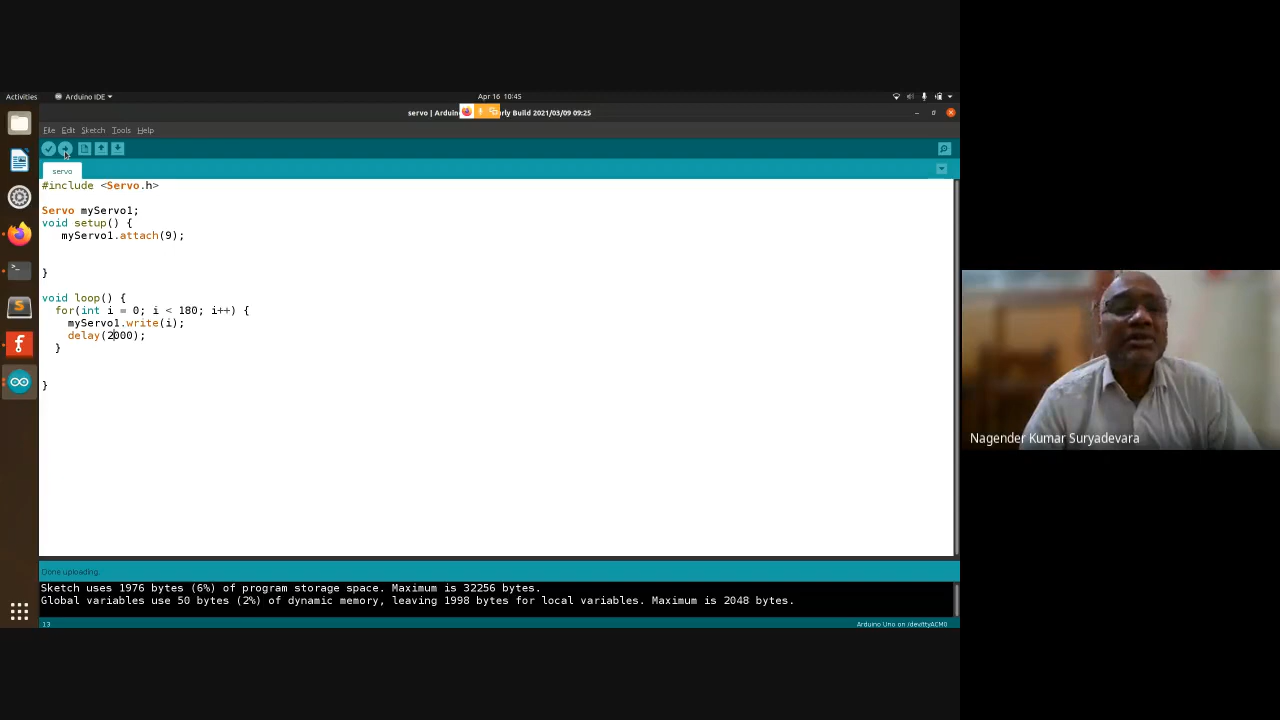 Activities
Arduino IDE
Apr 16 10:45
servo | Arduin
rly Build 2021/03/09 09:25
File Edit Sketch Tools Help
servo
#include <Servo.h>
Servo myServo1;
void setup() {
myServo1.attach(9);
}
void loop() {
for(int i = 0; i < 180; i++) {
myServo1.write(i);
delay(2000);
}
}
Nagender Kumar Suryadevara
Done uploading.
Sketch uses 1976 bytes (6%) of program storage space. Maximum is 32256 bytes.
Global variables use 50 bytes (2%) of dynamic memory, leaving 1998 bytes for local variables. Maximum is 2048 bytes.
13
Arduino Uno on /dev/ttyACM0